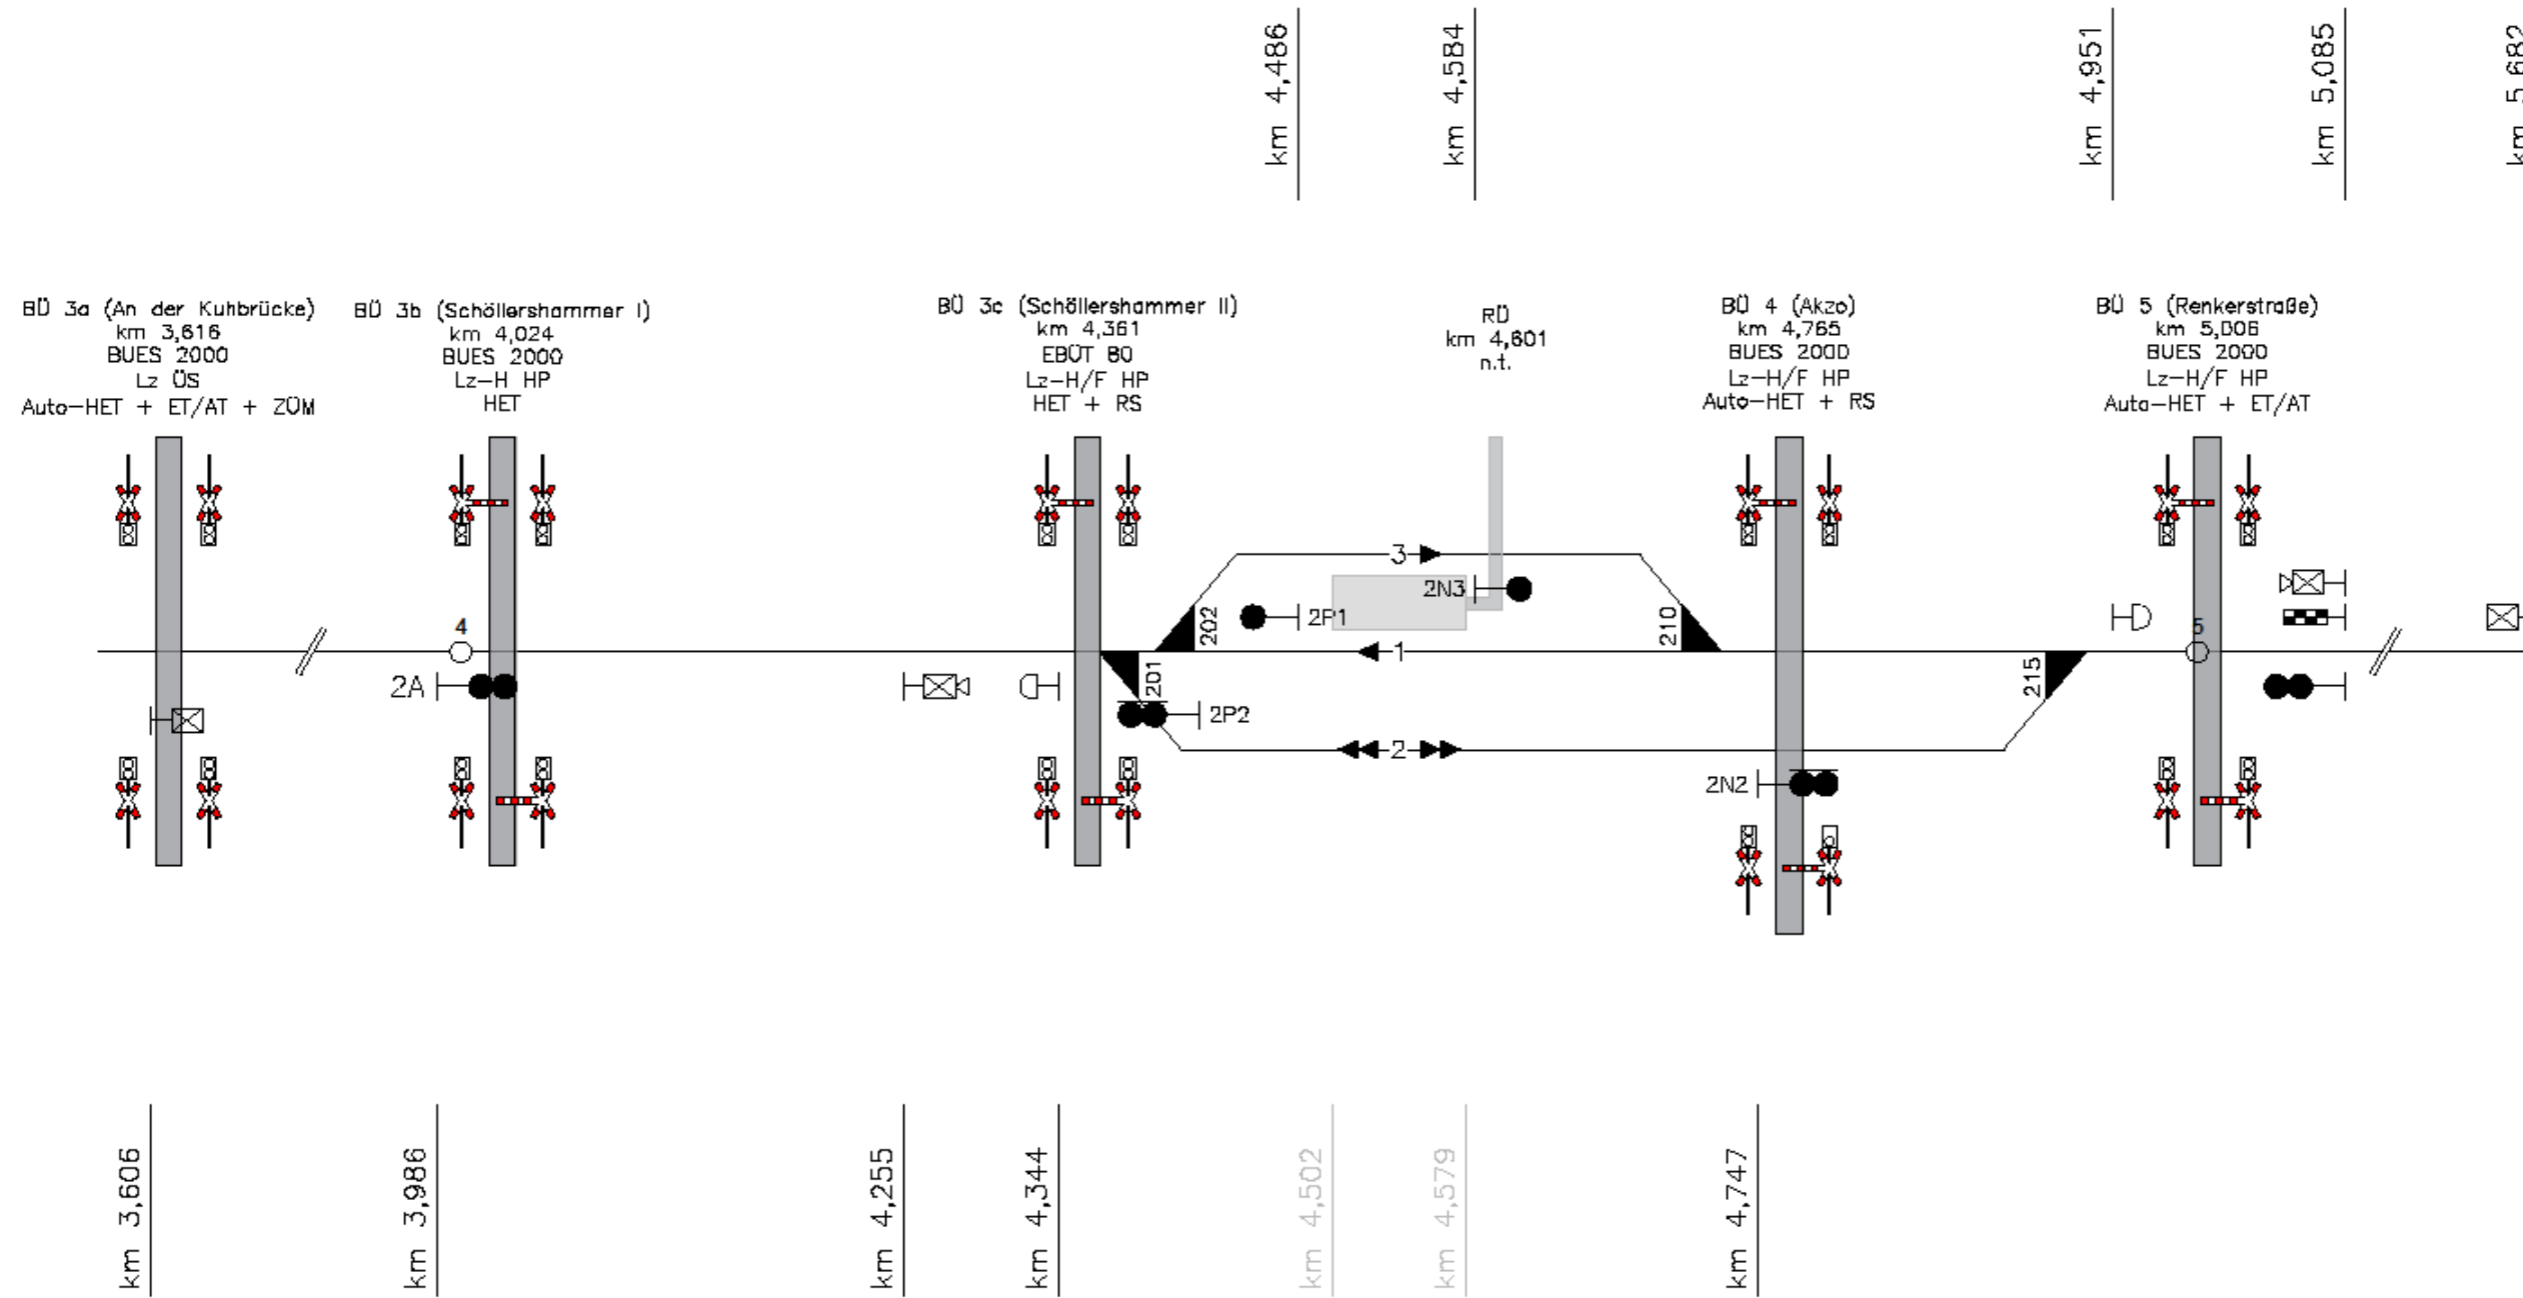 km 4,486
km 4,584
km 4,951
km 5,085
km 5,682
BÜ 3a (An der Kuhbrücke)
km 3,616
BUES 2000
Lz ÜS
Auto-HET + ET/AT + ZÜM
BÜ 3b (Schöllershammer I)
km 4,024
BUES 2000
Lz-H HP
HET
BÜ 3c (Schöllershammer II)
km 4,361
EBÜT 80
Lz-H/F HP
HET + RS
RÜ
km 4,601
n.t.
BÜ 4 (Akzo)
km 4,765
BUES 2000
Lz-H/F HP
Auto-HET + RS
BÜ 5 (Renkerstraße)
km 5,006
BUES 2000
Lz-H/F HP
Auto-HET + ET/AT
3
2N3
2P1
202
210
4
1
5
2A
201
215
2P2
2
2N2
km 3,606
km 3,986
km 4,255
km 4,344
km 4,502
km 4,579
km 4,747